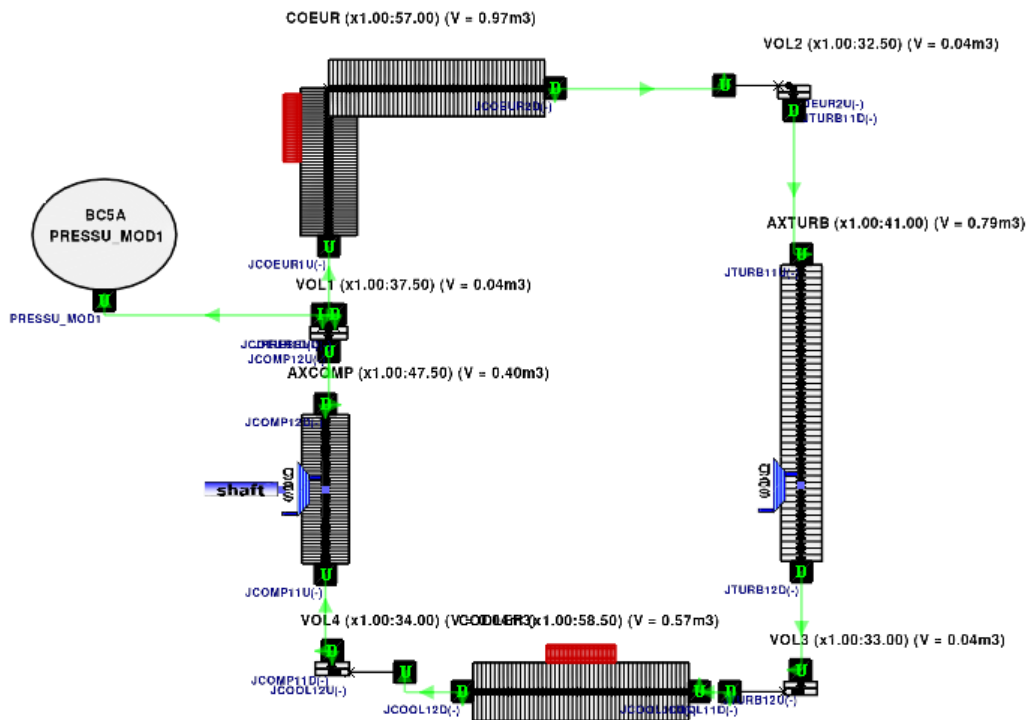 COEUR (x1.00:57.00) (V = 0.97m3)
VOL2 (x1.00:32.50) (V = 0.04m3)
D
U
JCOEUR2D(-)
EUR2U(-)
D
JTURB11D(-)
BC5A
PRESSU_MOD1
AXTURB (x1.00:41.00) (V = 0.79m3)
U
U
JCOEUR1U(-)
JTURB11U(-)
VOL1 (x1.00:37.50) (V = 0.04m3)
U
PRESSU_MOD1
D
U
JCOMP12U(-)
AXCOMP (x1.00:47.50) (V = 0.40m3)
D
JCOMP12D(-)
GAS
shaft
GAS
U
D
JCOMP11U(-)
JTURB12D(-)
VOL4 (x1.00:34.00) (V
(x1.00:58.50) (V = 0.57m3)
VOL3 (x1.00:33.00) (V = 0.04m3)
D
U
U
JCOMP11D(-)
JCOOL12U(-)
D
U
D
JCOOL12D(-)
QL11D(-)
URB12U(-)